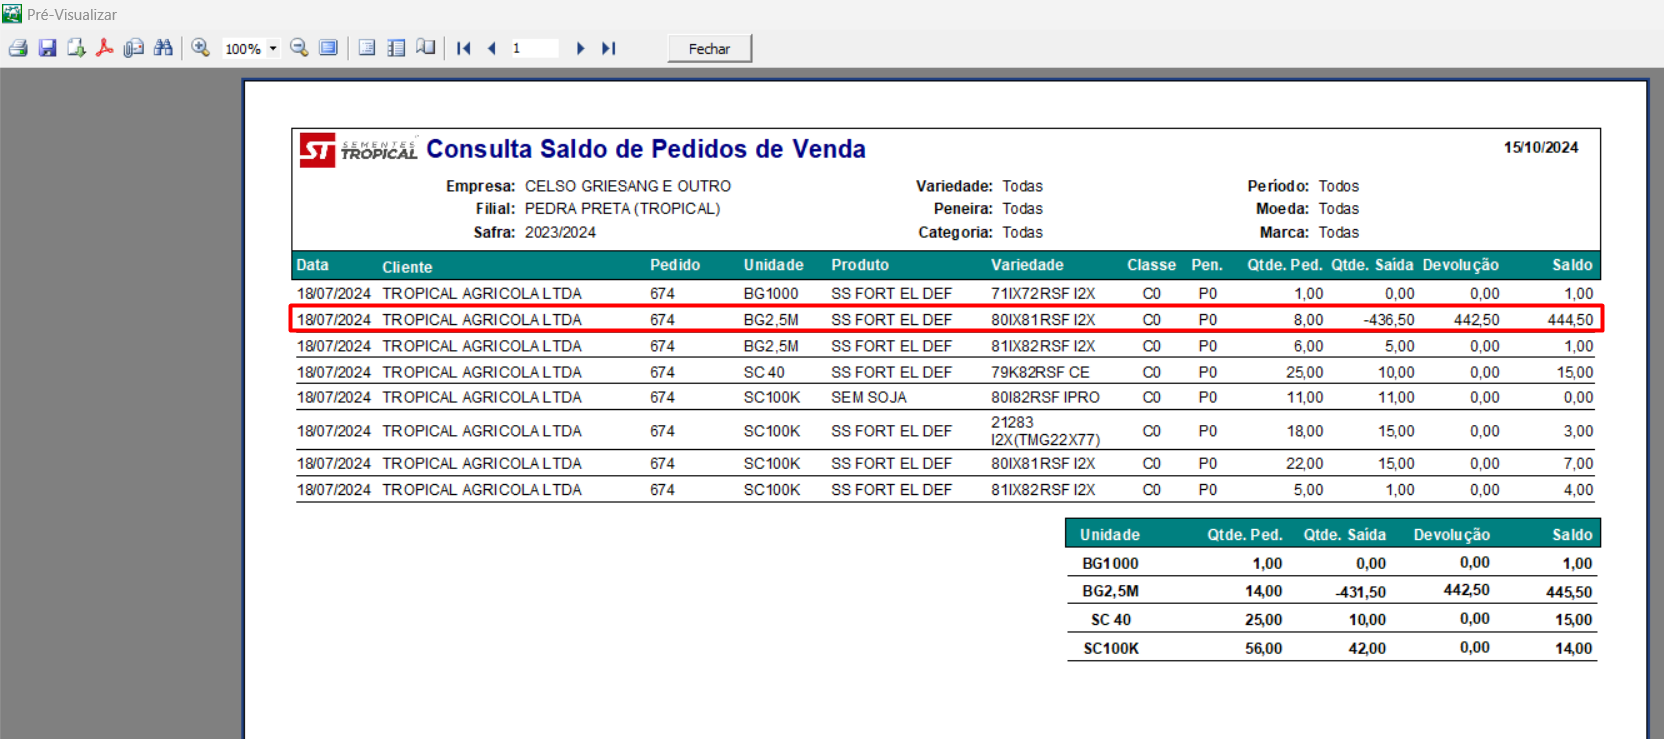 Pré-Visualizar
100% 1 Fechar
ST SEMENTES TROPICAL Consulta Saldo de Pedidos de Venda 15/10/2024
Empresa: CELSO GRIESANG E OUTRO Variedade: Todas Período: Todos
Filial: PEDRA PRETA (TROPICAL) Peneira: Todas Moeda: Todas
Safra: 2023/2024 Categoria: Todas Marca: Todas
Data Cliente Pedido Unidade Produto Variedade Classe Pen. Qtde. Ped. Qtde. Saída Devolução Saldo
18/07/2024 TROPICAL AGRICOLA LTDA 674 BG1000 SS FORT EL DEF 71IX72RSF I2X C0 P0 1,00 0,00 0,00 1,00
18/07/2024 TROPICAL AGRICOLA LTDA 674 BG2,5M SS FORT EL DEF 80IX81RSF I2X C0 P0 8,00 -436,50 442,50 444,50
18/07/2024 TROPICAL AGRICOLA LTDA 674 BG2,5M SS FORT EL DEF 81IX82RSF I2X C0 P0 6,00 5,00 0,00 1,00
18/07/2024 TROPICAL AGRICOLA LTDA 674 SC 40 SS FORT EL DEF 79K82RSF CE C0 P0 25,00 10,00 0,00 15,00
18/07/2024 TROPICAL AGRICOLA LTDA 674 SC100K SEM SOJA 80I82RSF IPRO C0 P0 11,00 11,00 0,00 0,00
18/07/2024 TROPICAL AGRICOLA LTDA 674 SC100K SS FORT EL DEF 21283 I2X(TMG22X77) C0 P0 18,00 15,00 0,00 3,00
18/07/2024 TROPICAL AGRICOLA LTDA 674 SC100K SS FORT EL DEF 80IX81RSF I2X C0 P0 22,00 15,00 0,00 7,00
18/07/2024 TROPICAL AGRICOLA LTDA 674 SC100K SS FORT EL DEF 81IX82RSF I2X C0 P0 5,00 1,00 0,00 4,00
Unidade Qtde. Ped. Qtde. Saída Devolução Saldo
BG1000 1,00 0,00 0,00 1,00
BG2,5M 14,00 -431,50 442,50 445,50
SC 40 25,00 10,00 0,00 15,00
SC100K 56,00 42,00 0,00 14,00